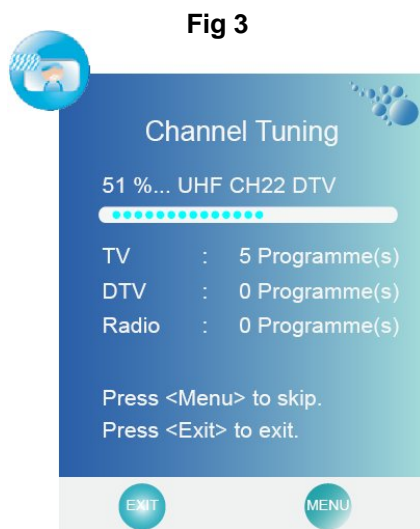 Fig 3
Channel Tuning
51 %... UHF CH22 DTV
TV : 5 Programme(s)
DTV : 0 Programme(s)
Radio : 0 Programme(s)
Press <Menu> to skip.
Press <Exit> to exit.
EXIT MENU